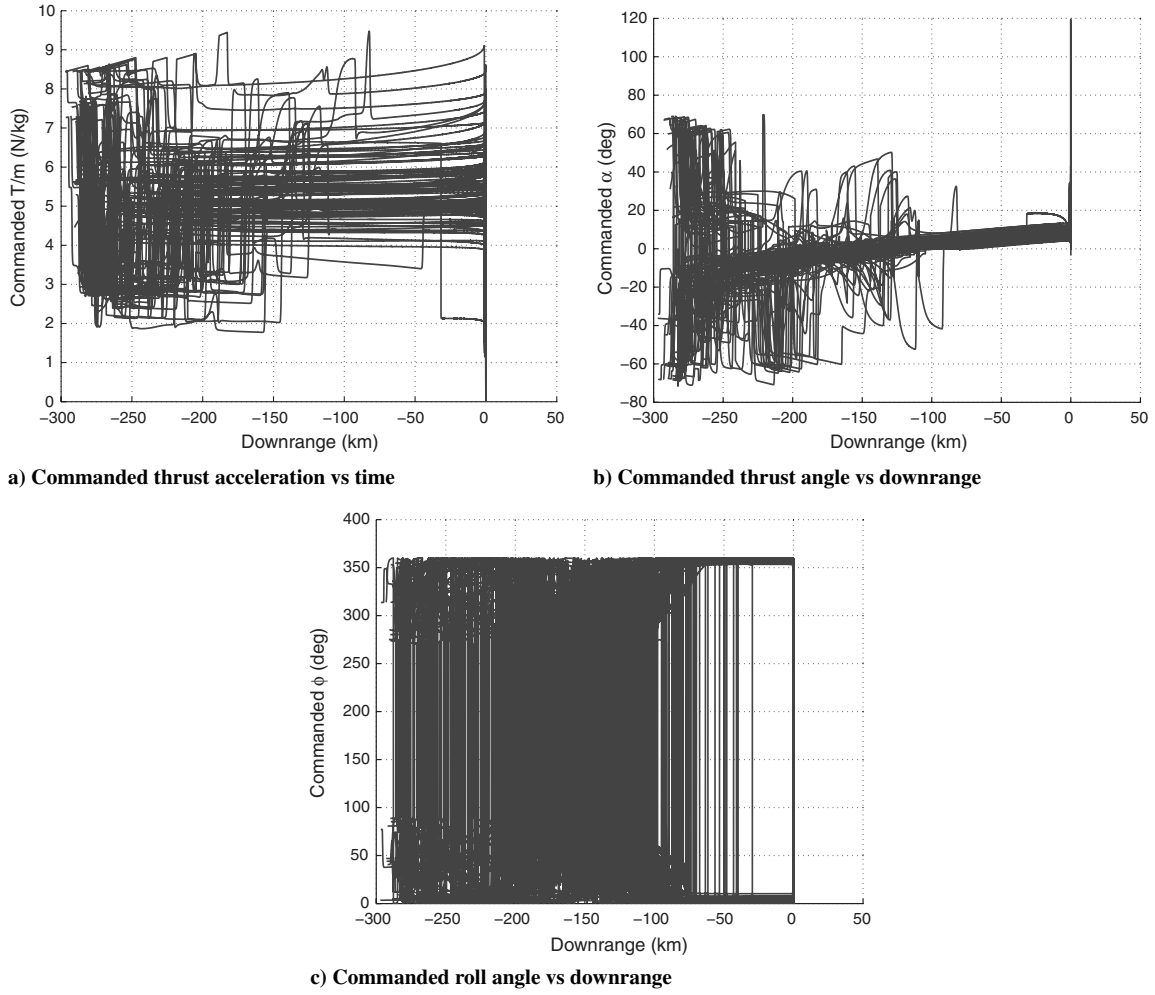 10
9
8
7
6
5
4
3
2
1
0
Commanded T/m (N/kg)
−300 −250 −200 −150 −100 −50 0 50
Downrange (km)
a) Commanded thrust acceleration vs time
120
100
80
60
40
20
0
−20
−40
−60
−80
Commanded α (deg)
−300 −250 −200 −150 −100 −50 0 50
Downrange (km)
b) Commanded thrust angle vs downrange
400
350
300
250
200
150
100
50
0
Commanded ϕ (deg)
−300 −250 −200 −150 −100 −50 0 50
Downrange (km)
c) Commanded roll angle vs downrange